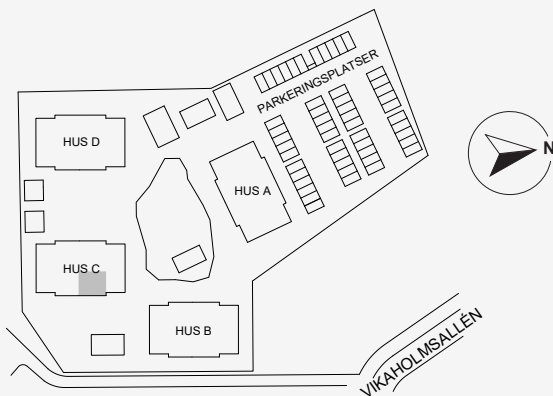 PARKERINGSPLATSER
HUS D
N
HUS A
HUS C
HUS B
VIKAHOLMSALLÉN